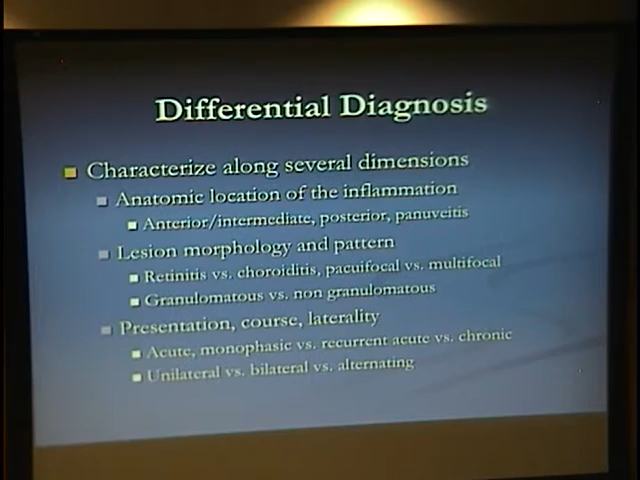 Differential Diagnosis
Characterize along several dimensions
Anatomic location of the inflammation
Anterior/intermediate, posterior, panuveitis
Lesion morphology and pattern
Retinitis vs. choroiditis, pacuifocal vs. multifocal
Granulomatous vs. non granulomatous
Presentation, course, laterality
Acute, monophasic vs. recurrent acute vs. chronic
Unilateral vs. bilateral vs. alternating